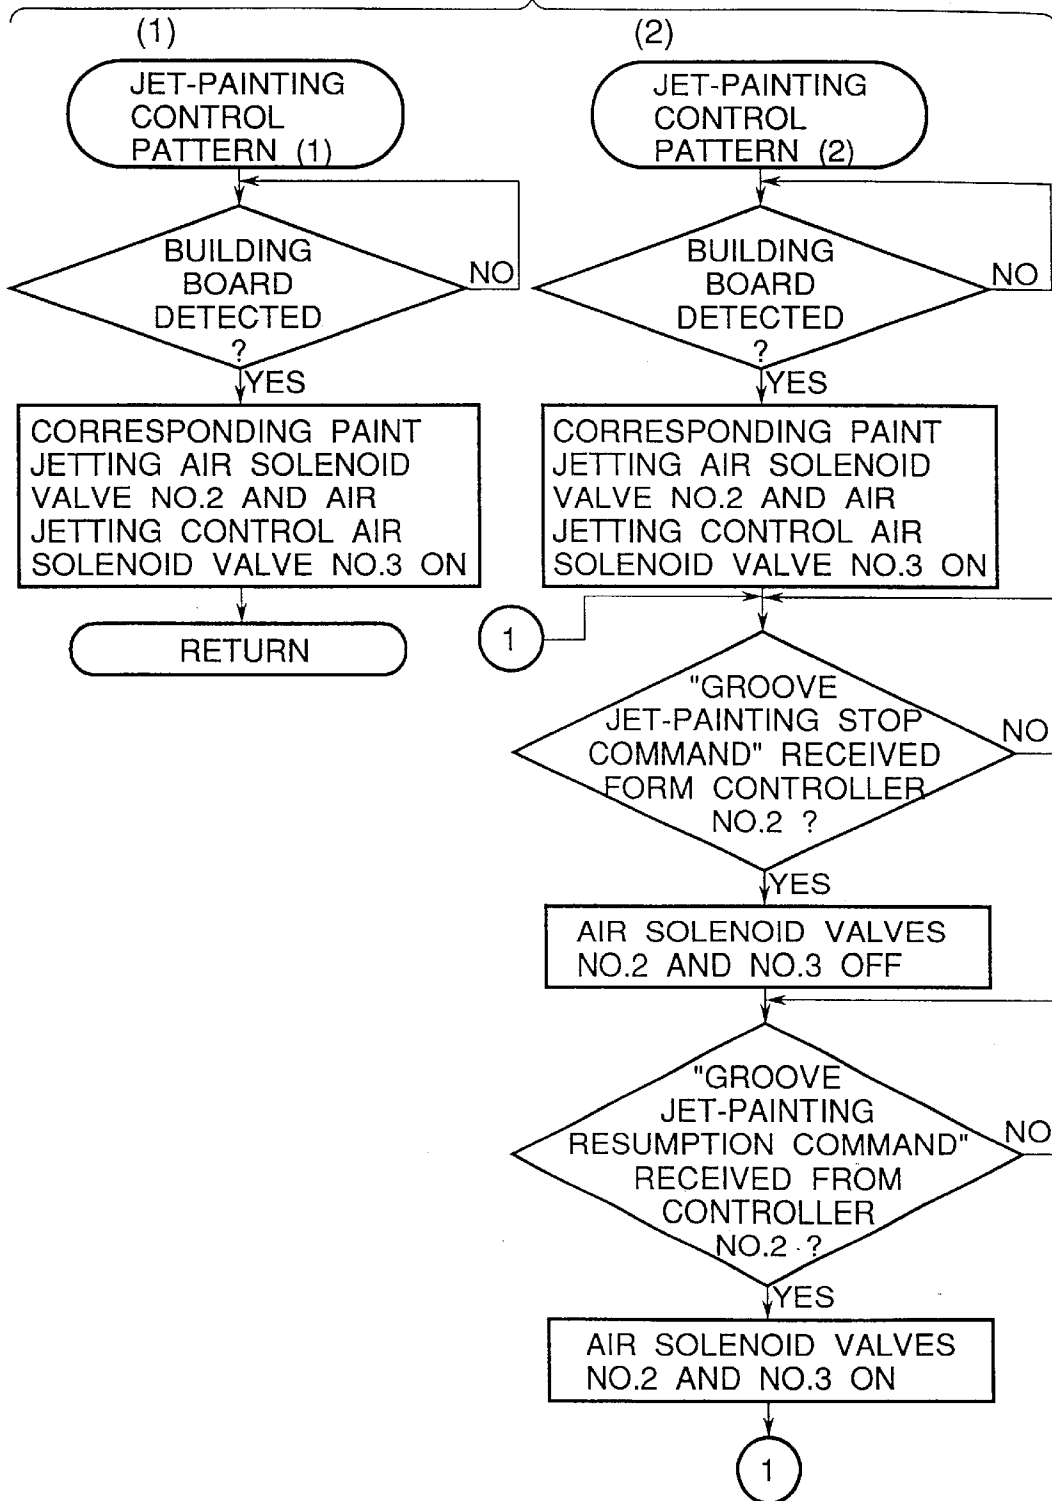 (1)
JET-PAINTING
CONTROL
PATTERN (1)
BUILDING
BOARD
DETECTED
?
NO
YES
CORRESPONDING PAINT
JETTING AIR SOLENOID
VALVE NO.2 AND AIR
JETTING CONTROL AIR
SOLENOID VALVE NO.3 ON
RETURN
(2)
JET-PAINTING
CONTROL
PATTERN (2)
BUILDING
BOARD
DETECTED
?
NO
YES
CORRESPONDING PAINT
JETTING AIR SOLENOID
VALVE NO.2 AND AIR
JETTING CONTROL AIR
SOLENOID VALVE NO.3 ON
1
"GROOVE
JET-PAINTING STOP
COMMAND" RECEIVED
FORM CONTROLLER
NO.2 ?
NO
YES
AIR SOLENOID VALVES
NO.2 AND NO.3 OFF
"GROOVE
JET-PAINTING
RESUMPTION COMMAND"
RECEIVED FROM
CONTROLLER
NO.2 ?
NO
YES
AIR SOLENOID VALVES
NO.2 AND NO.3 ON
1